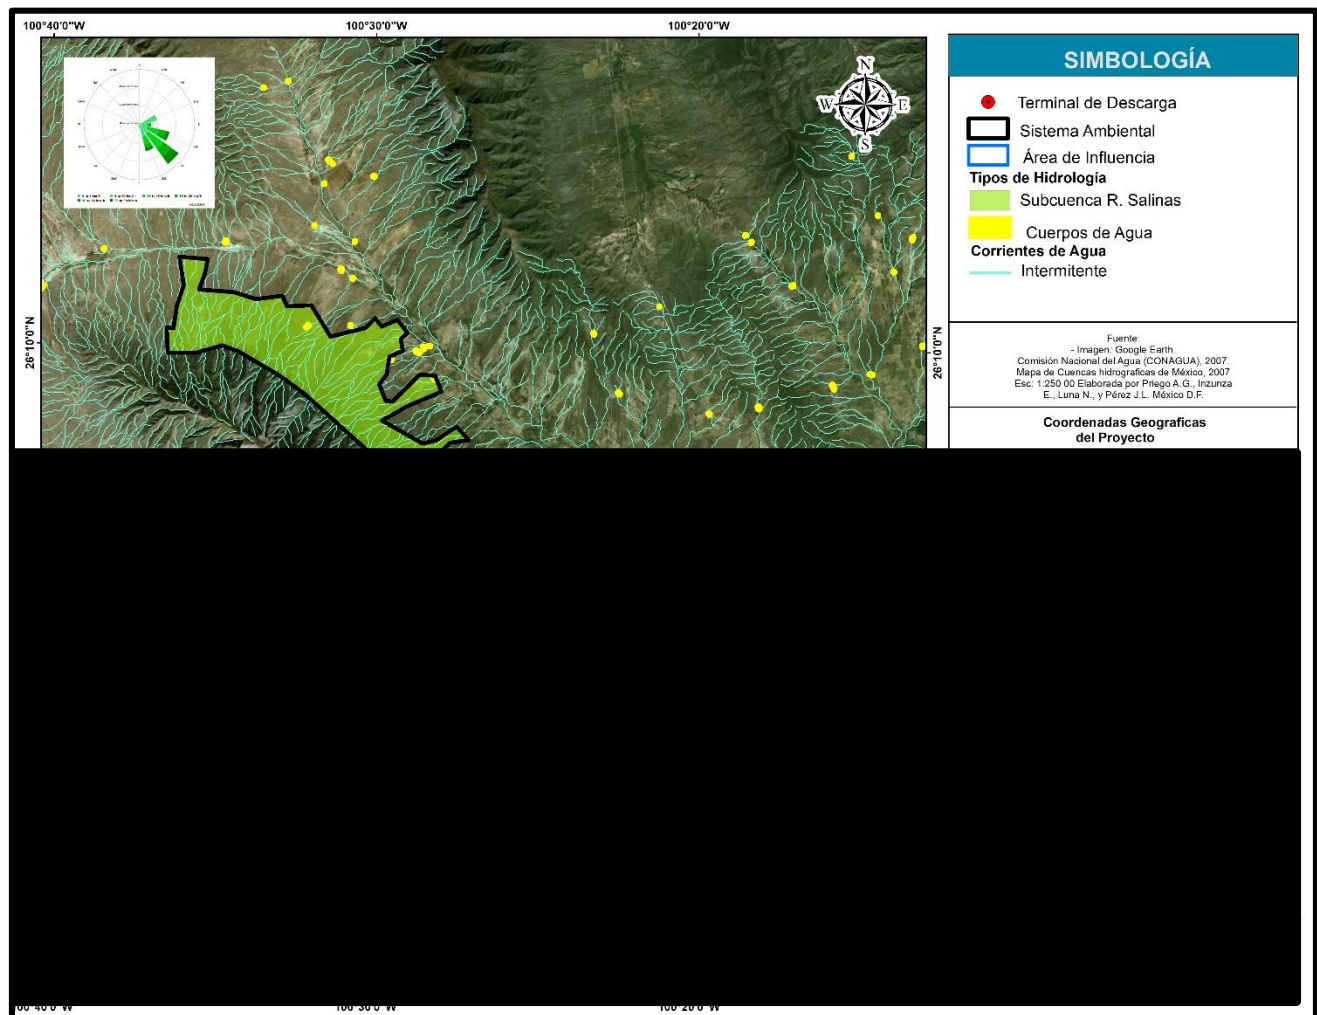 100°40'0"W 100°30'0"W 100°20'0"W
N
W E
S
26°10'0"N
26°10'0"N
SIMBOLOGÍA
Terminal de Descarga
Sistema Ambiental
Área de Influencia
Tipos de Hidrología
Subcuenca R. Salinas
Cuerpos de Agua
Corrientes de Agua
Intermitente
Fuente:
- Imagen: Google Earth.
Comisión Nacional del Agua (CONAGUA), 2007.
Mapa de Cuencas hidrograficas de México, 2007
Esc: 1:250 00 Elaborada por Priego A.G., Inzunza
E., Luna N., y Pérez J.L. México D.F.
Coordenadas Geograficas
del Proyecto